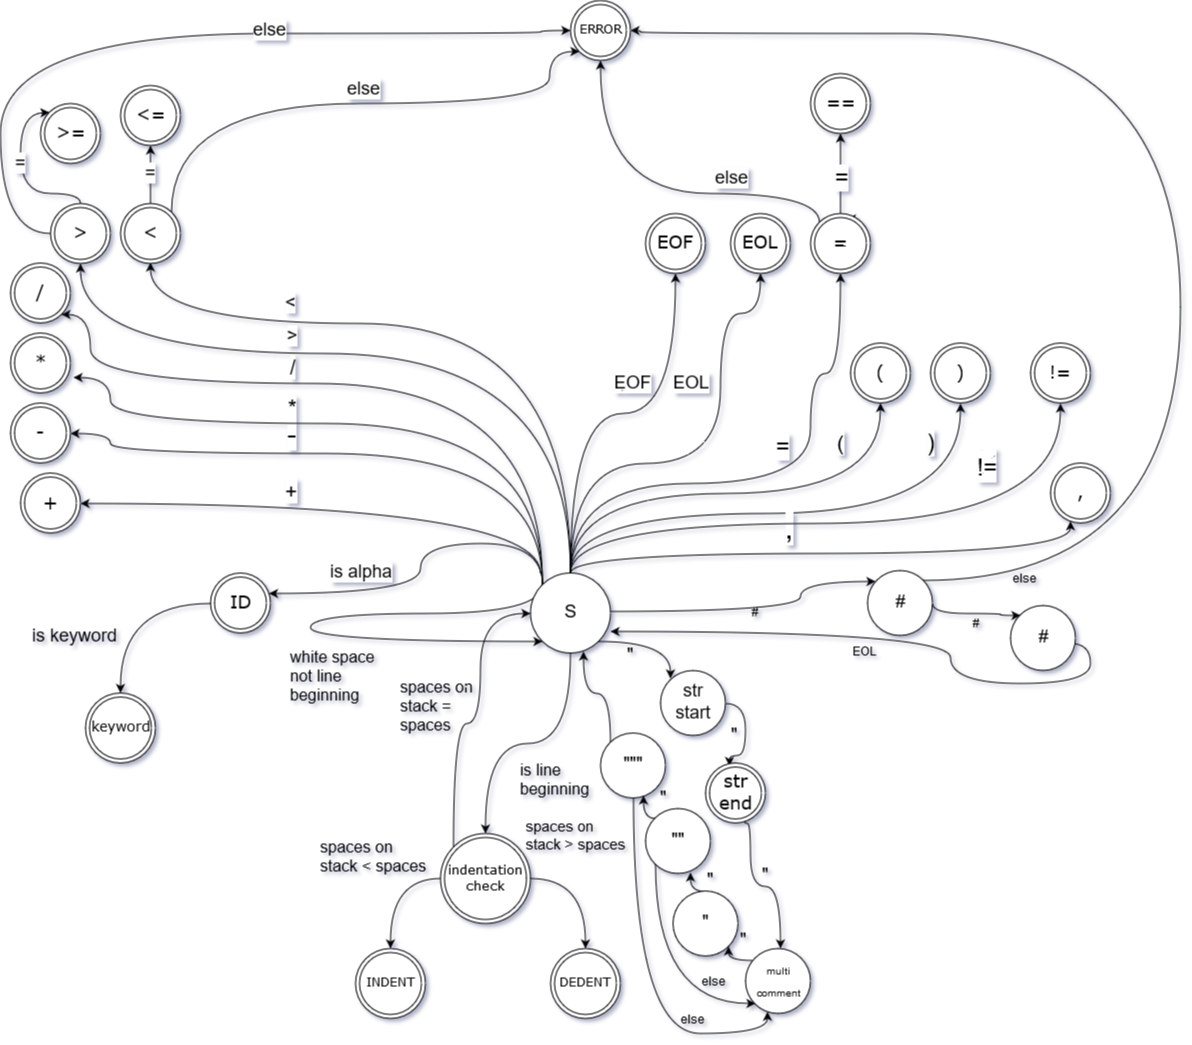 ERROR
else
else
>=
<=
==
=
=
=
else
>
<
EOF
EOL
=
/
<
>
/
*
*
-
-
+
+
EOF
EOL
(
)
!=
=
(
)
!=
,
,
is alpha
ID
S
#
#
else
#
#
EOL
is keyword
keyword
white space
not line
beginning
spaces on
stack =
spaces
"
str
start
"
"""
"
str
end
is line
beginning
""
spaces on
stack > spaces
spaces on
stack < spaces
indentation
check
"
"
"
"
INDENT
DEDENT
else
multi
comment
else